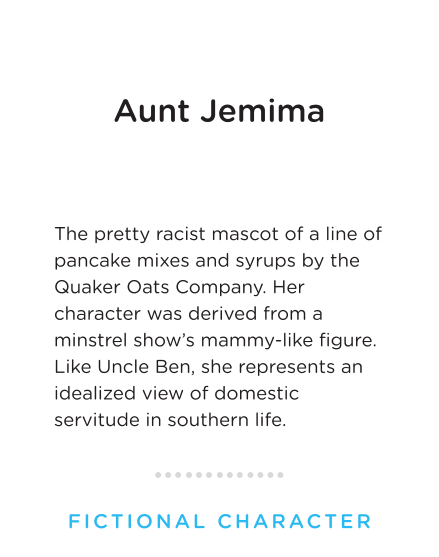 Aunt Jemima
The pretty racist mascot of a line of
pancake mixes and syrups by the
Quaker Oats Company. Her
character was derived from a
minstrel show’s mammy-like figure.
Like Uncle Ben, she represents an
idealized view of domestic
servitude in southern life.
FICTIONAL CHARACTER